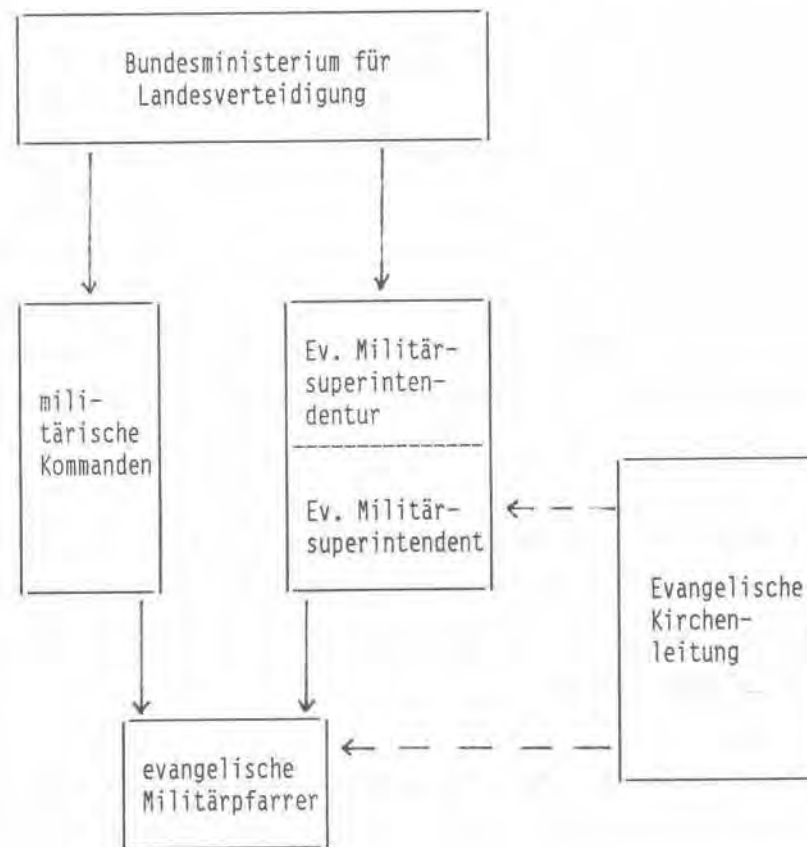 Bundesministerium für
Landesverteidigung
mili-
tärische
Kommanden
Ev. Militär-
superinten-
dentur
Ev. Militär-
superintendent
Evangelische
Kirchen-
leitung
evangelische
Militärpfarrer